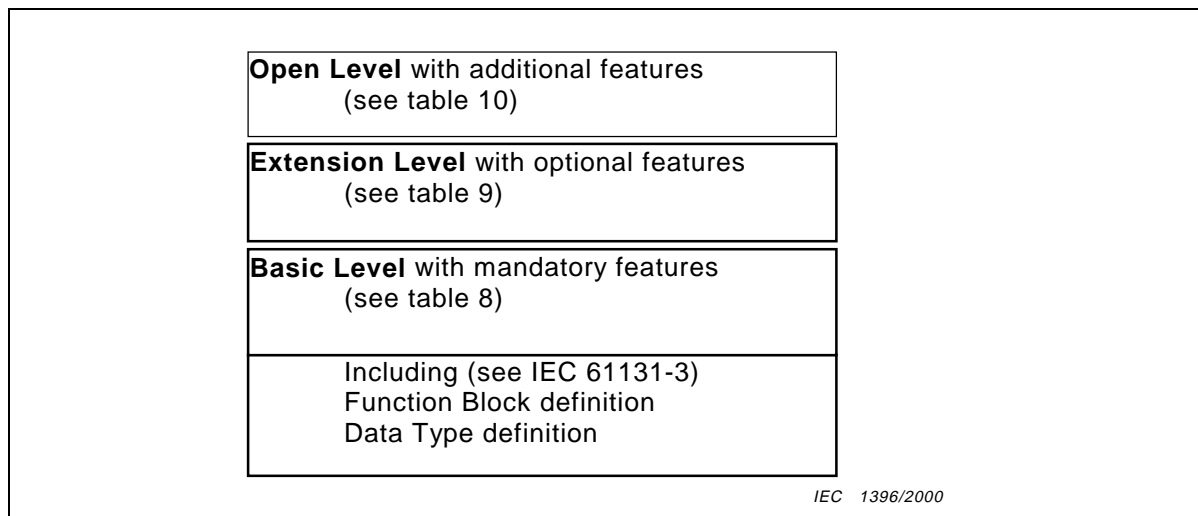 Open Level with additional features
(see table 10)
Extension Level with optional features
(see table 9)
Basic Level with mandatory features
(see table 8)
Including (see IEC 61131-3)
Function Block definition
Data Type definition
IEC 1396/2000